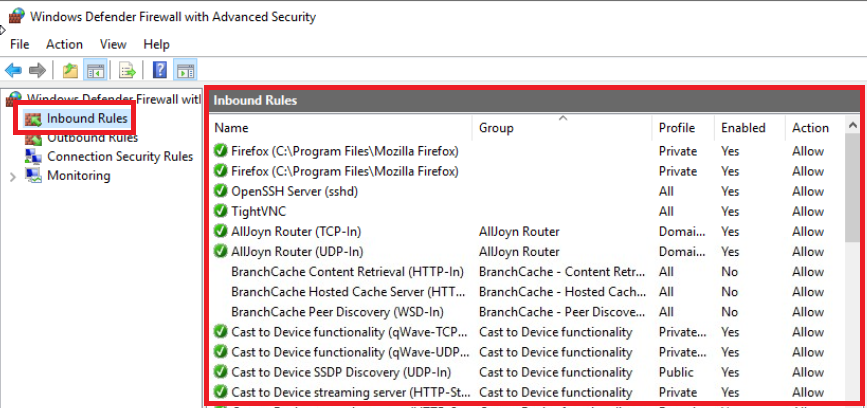 Windows Defender Firewall with Advanced Security
File Action View Help
Windows Defender Firewall with
Inbound Rules
Outbound Rules
Connection Security Rules
Monitoring
Inbound Rules
Name Group Profile Enabled Action
Firefox (C:\Program Files\Mozilla Firefox) Private Yes Allow
Firefox (C:\Program Files\Mozilla Firefox) Private Yes Allow
OpenSSH Server (sshd) All Yes Allow
TightVNC All Yes Allow
AllJoyn Router (TCP-In) AllJoyn Router Domai... Yes Allow
AllJoyn Router (UDP-In) AllJoyn Router Domai... Yes Allow
BranchCache Content Retrieval (HTTP-In) BranchCache - Content Retr... All No Allow
BranchCache Hosted Cache Server (HTT... BranchCache - Hosted Cach... All No Allow
BranchCache Peer Discovery (WSD-In) BranchCache - Peer Discove... All No Allow
Cast to Device functionality (qWave-TCP... Cast to Device functionality Private... Yes Allow
Cast to Device functionality (qWave-UDP... Cast to Device functionality Private... Yes Allow
Cast to Device SSDP Discovery (UDP-In) Cast to Device functionality Public Yes Allow
Cast to Device streaming server (HTTP-St... Cast to Device functionality Private Yes Allow